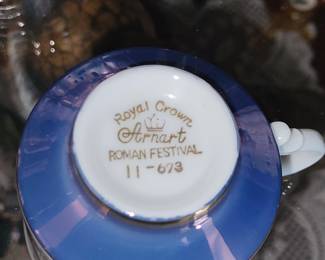 Royal Crown
Arnart
ROMAN FESTIVAL
11-673